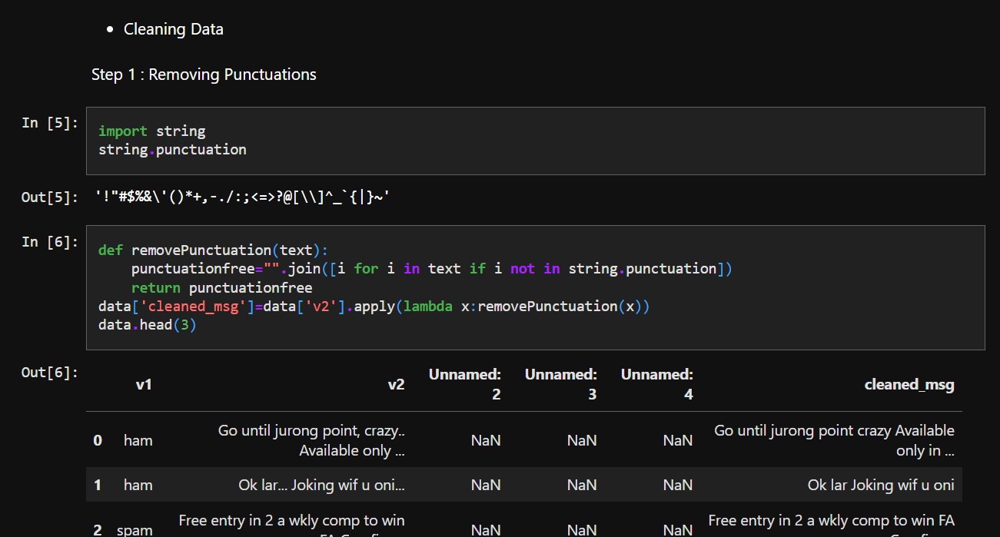 Cleaning Data
Step 1 : Removing Punctuations
In [5]:
import string
string.punctuation
Out[5]: '!"#$%&\'()*+,-./:;<=>?@[\\]^_`{|}~'
In [6]:
def removePunctuation(text):
    punctuationfree="".join([i for i in text if i not in string.punctuation])
    return punctuationfree
data['cleaned_msg']=data['v2'].apply(lambda x:removePunctuation(x))
data.head(3)
Out[6]:
v1 v2 Unnamed: 2 Unnamed: 3 Unnamed: 4 cleaned_msg
0 ham Go until jurong point, crazy.. Available only ... NaN NaN NaN Go until jurong point crazy Available only in ...
1 ham Ok lar... Joking wif u oni... NaN NaN NaN Ok lar Joking wif u oni
2 spam Free entry in 2 a wkly comp to win NaN NaN NaN Free entry in 2 a wkly comp to win FA